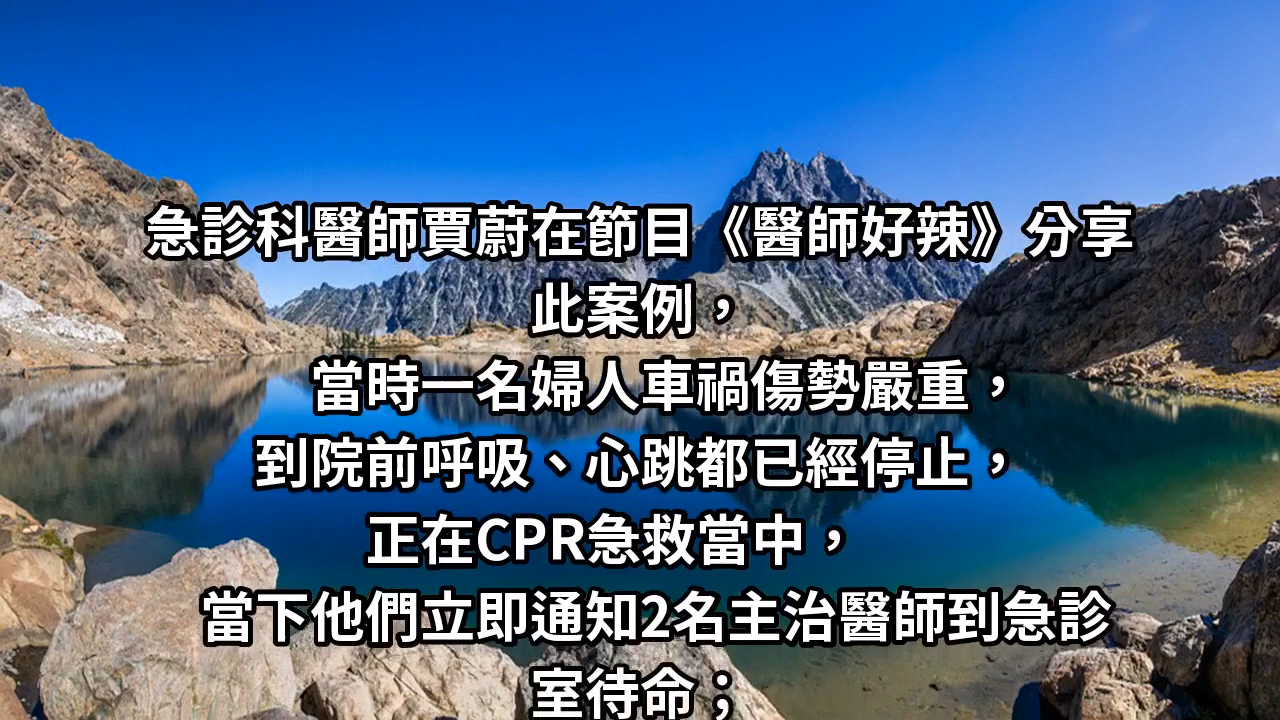 急診科醫師賈蔚在節目《醫師好辣》分享
此案例，
當時一名婦人車禍傷勢嚴重，
到院前呼吸、心跳都已經停止，
正在CPR急救當中，
當下他們立即通知2名主治醫師到急診
室待命；